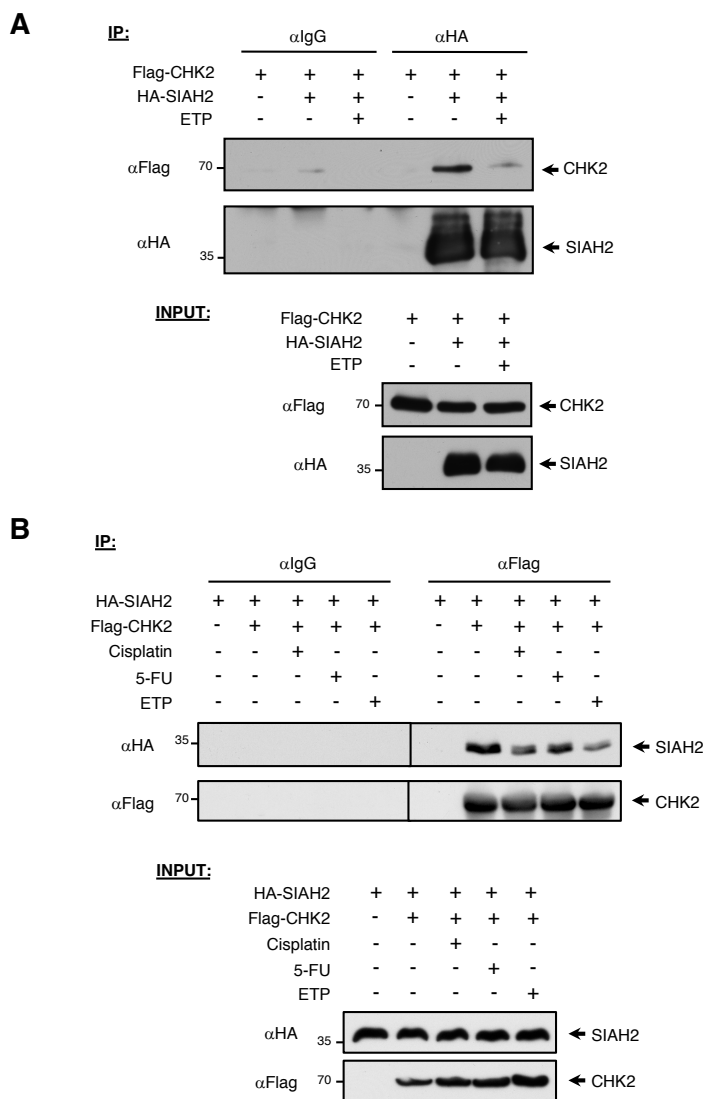 A
IP:
αIgG αHA
Flag-CHK2 + + + + + +
HA-SIAH2 - + + - + +
ETP - - + - - +
αFlag 70 CHK2
αHA 35 SIAH2
INPUT:
Flag-CHK2 + + +
HA-SIAH2 - + +
ETP - - +
αFlag 70 CHK2
αHA 35 SIAH2
B
IP:
αIgG αFlag
HA-SIAH2 + + + + + + + + + +
Flag-CHK2 - + + + + - + + + +
Cisplatin - - + - - - - + - -
5-FU - - - + - - - - + -
ETP - - - - + - - - - +
αHA 35 SIAH2
αFlag 70 CHK2
INPUT:
HA-SIAH2 + + + + +
Flag-CHK2 - + + + +
Cisplatin - - + - -
5-FU - - - + -
ETP - - - - +
αHA 35 SIAH2
αFlag 70 CHK2